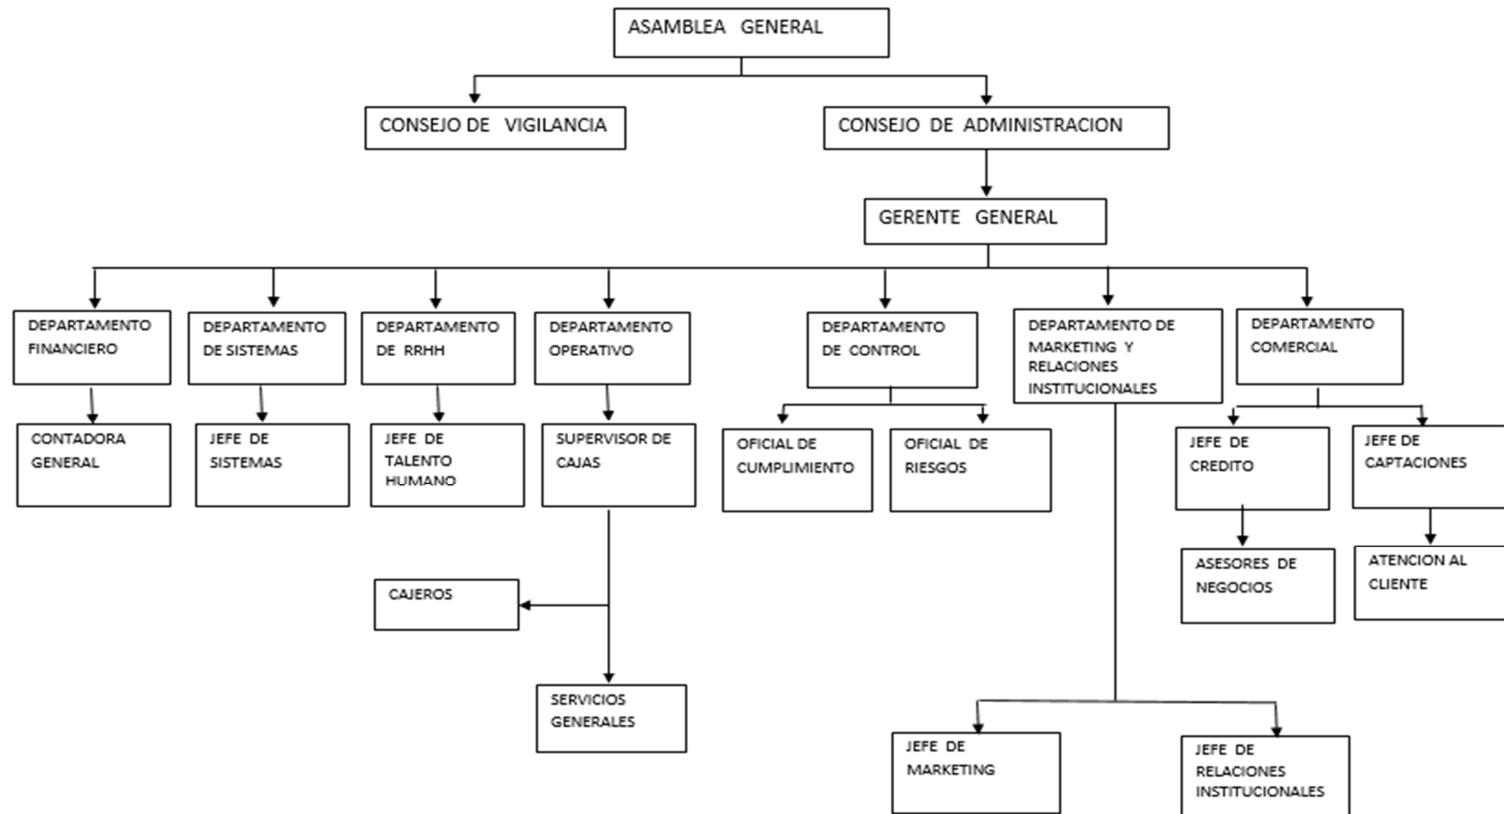 ASAMBLEA GENERAL
CONSEJO DE VIGILANCIA
CONSEJO DE ADMINISTRACION
GERENTE GENERAL
DEPARTAMENTO
FINANCIERO
DEPARTAMENTO
DE SISTEMAS
DEPARTAMENTO
DE RRHH
DEPARTAMENTO
OPERATIVO
DEPARTAMENTO
DE CONTROL
DEPARTAMENTO DE
MARKETING Y
RELACIONES
INSTITUCIONALES
DEPARTAMENTO
COMERCIAL
CONTADORA
GENERAL
JEFE DE
SISTEMAS
JEFE DE
TALENTO
HUMANO
SUPERVISOR DE
CAJAS
OFICIAL DE
CUMPLIMIENTO
OFICIAL DE
RIESGOS
JEFE DE
CREDITO
JEFE DE
CAPTACIONES
ASESORES DE
NEGOCIOS
ATENCION AL
CLIENTE
CAJEROS
SERVICIOS
GENERALES
JEFE DE
MARKETING
JEFE DE
RELACIONES
INSTITUCIONALES